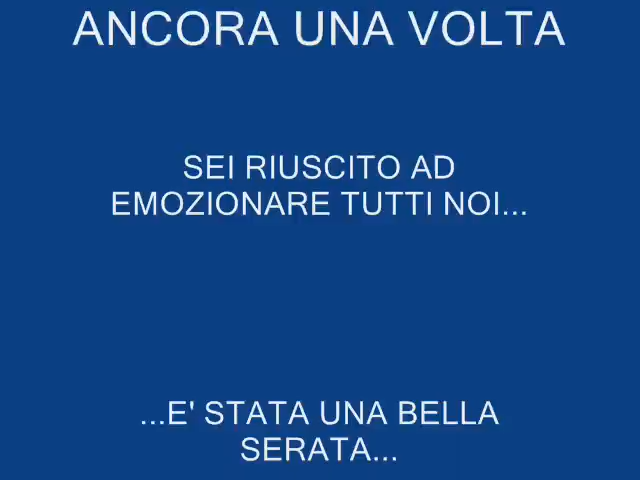 ANCORA UNA VOLTA
SEI RIUSCITO AD
EMOZIONARE TUTTI NOI...
...E' STATA UNA BELLA
SERATA...